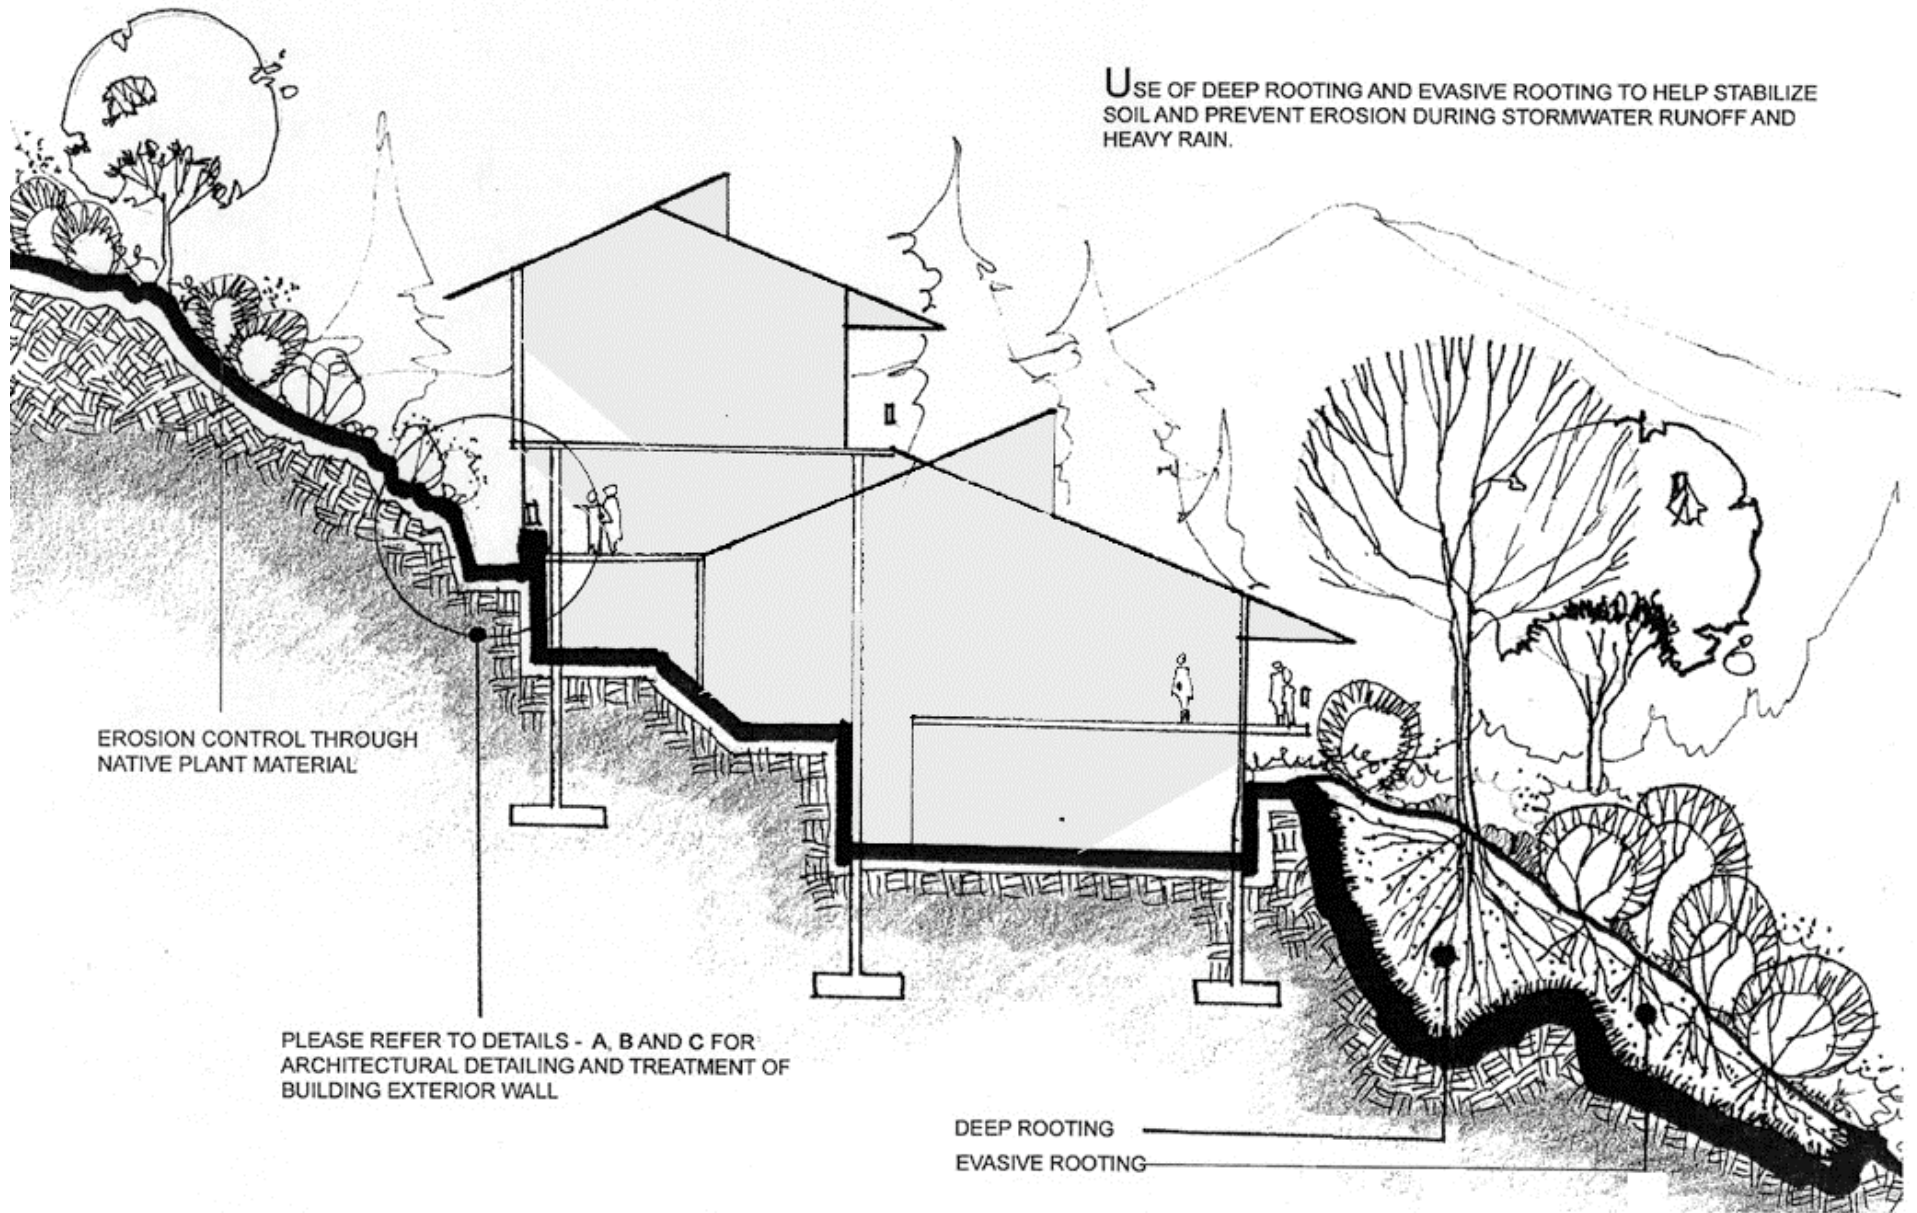 USE OF DEEP ROOTING AND EVASIVE ROOTING TO HELP STABILIZE
SOIL AND PREVENT EROSION DURING STORMWATER RUNOFF AND
HEAVY RAIN.
EROSION CONTROL THROUGH
NATIVE PLANT MATERIAL
PLEASE REFER TO DETAILS - A, B AND C FOR
ARCHITECTURAL DETAILING AND TREATMENT OF
BUILDING EXTERIOR WALL
DEEP ROOTING
EVASIVE ROOTING